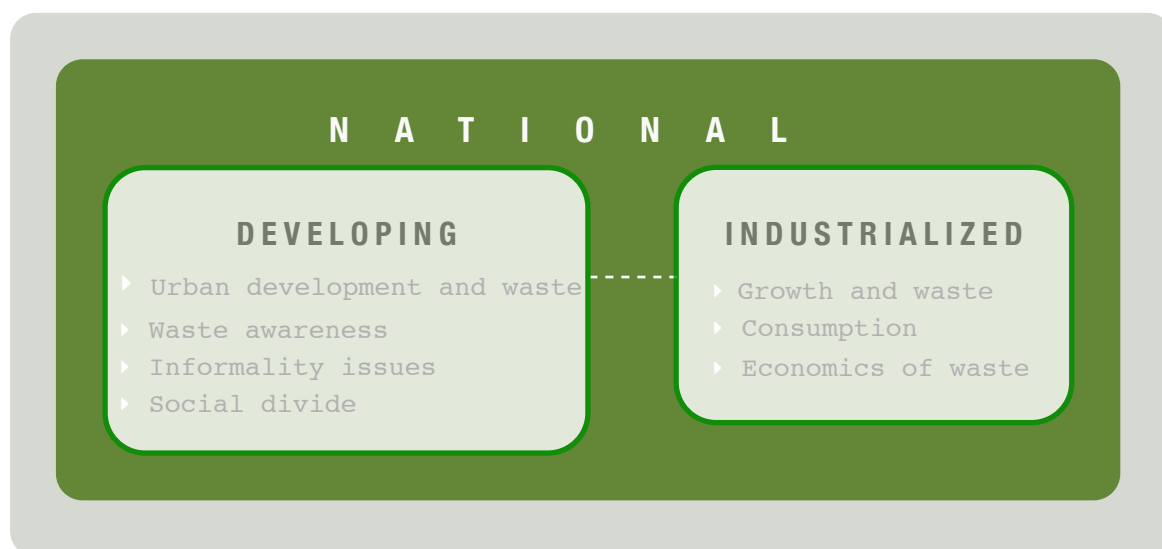 NATIONAL
DEVELOPING
Urban development and waste
Waste awareness
Informality issues
Social divide
INDUSTRIALIZED
Growth and waste
Consumption
Economics of waste